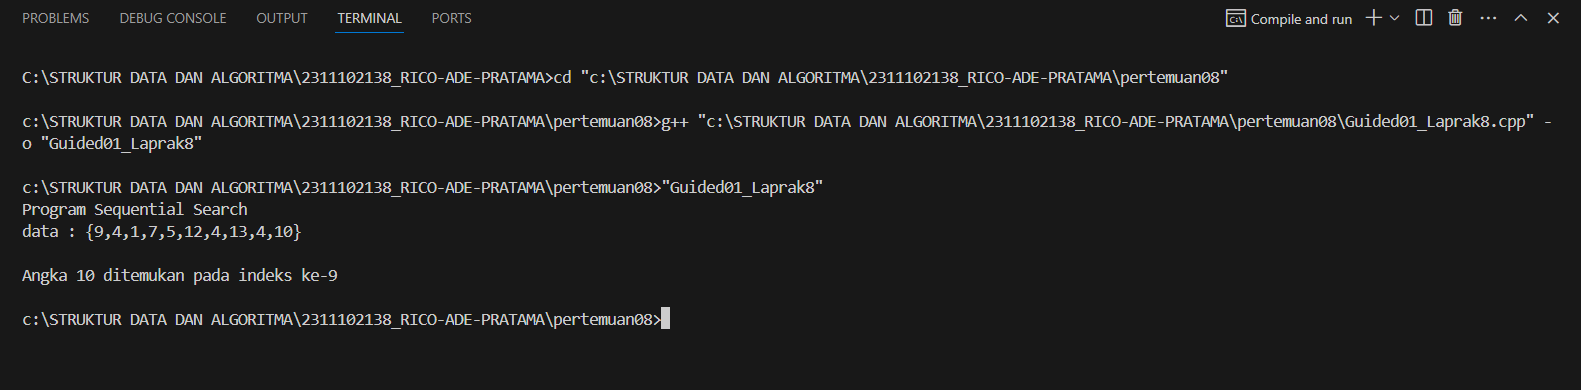 PROBLEMS DEBUG CONSOLE OUTPUT TERMINAL PORTS Compile and run
C:\STRUKTUR DATA DAN ALGORITMA\2311102138_RICO-ADE-PRATAMA>cd "c:\STRUKTUR DATA DAN ALGORITMA\2311102138_RICO-ADE-PRATAMA\pertemuan08"
c:\STRUKTUR DATA DAN ALGORITMA\2311102138_RICO-ADE-PRATAMA\pertemuan08>g++ "c:\STRUKTUR DATA DAN ALGORITMA\2311102138_RICO-ADE-PRATAMA\pertemuan08\Guided01_Laprak8.cpp" -
o "Guided01_Laprak8"
c:\STRUKTUR DATA DAN ALGORITMA\2311102138_RICO-ADE-PRATAMA\pertemuan08>"Guided01_Laprak8"
Program Sequential Search
data : {9,4,1,7,5,12,4,13,4,10}
Angka 10 ditemukan pada indeks ke-9
c:\STRUKTUR DATA DAN ALGORITMA\2311102138_RICO-ADE-PRATAMA\pertemuan08>